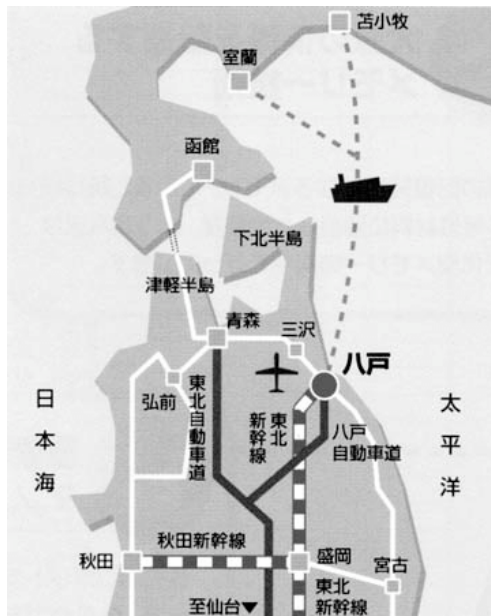 苫小牧
室蘭
函館
下北半島
津軽半島
青森
三沢
八戸
弘前
東北自動車道
東北
新幹線
八戸
自動車道
日本海
太平洋
秋田新幹線
秋田
盛岡
宮古
東北
新幹線
至仙台▼